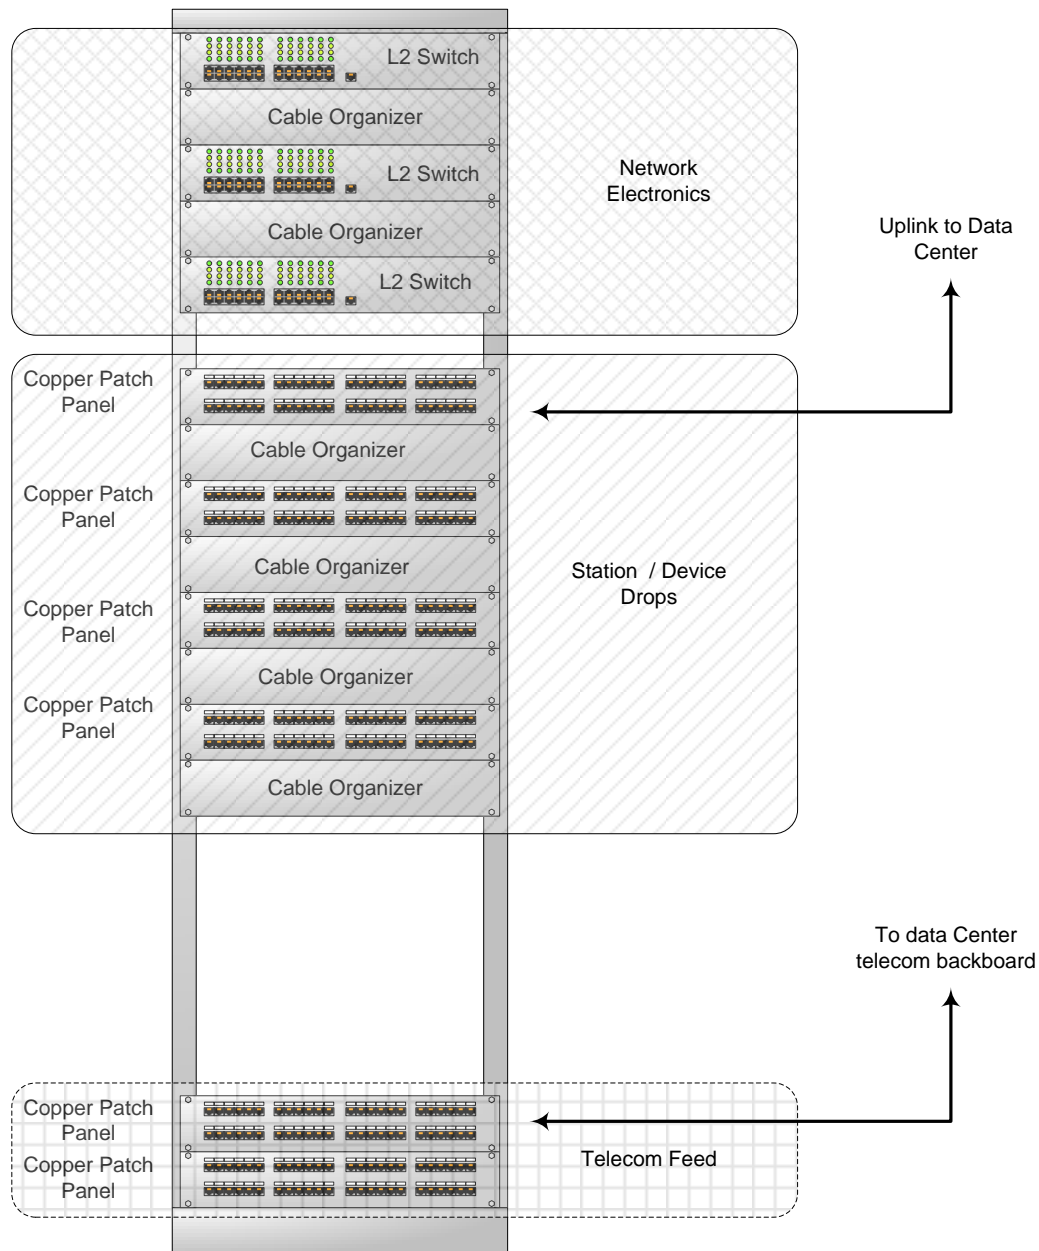 L2 Switch
Cable Organizer
L2 Switch
Cable Organizer
L2 Switch
Network
Electronics
Uplink to Data
Center
Copper Patch
Panel
Cable Organizer
Copper Patch
Panel
Cable Organizer
Station  / Device
Drops
Copper Patch
Panel
Cable Organizer
Copper Patch
Panel
Cable Organizer
To data Center
telecom backboard
Copper Patch
Panel
Copper Patch
Panel
Telecom Feed